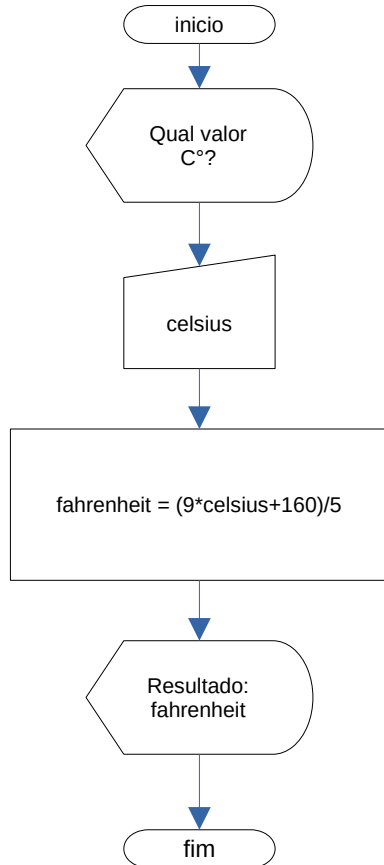 inicio
Qual valor
C°?
celsius
fahrenheit = (9*celsius+160)/5
Resultado:
fahrenheit
fim